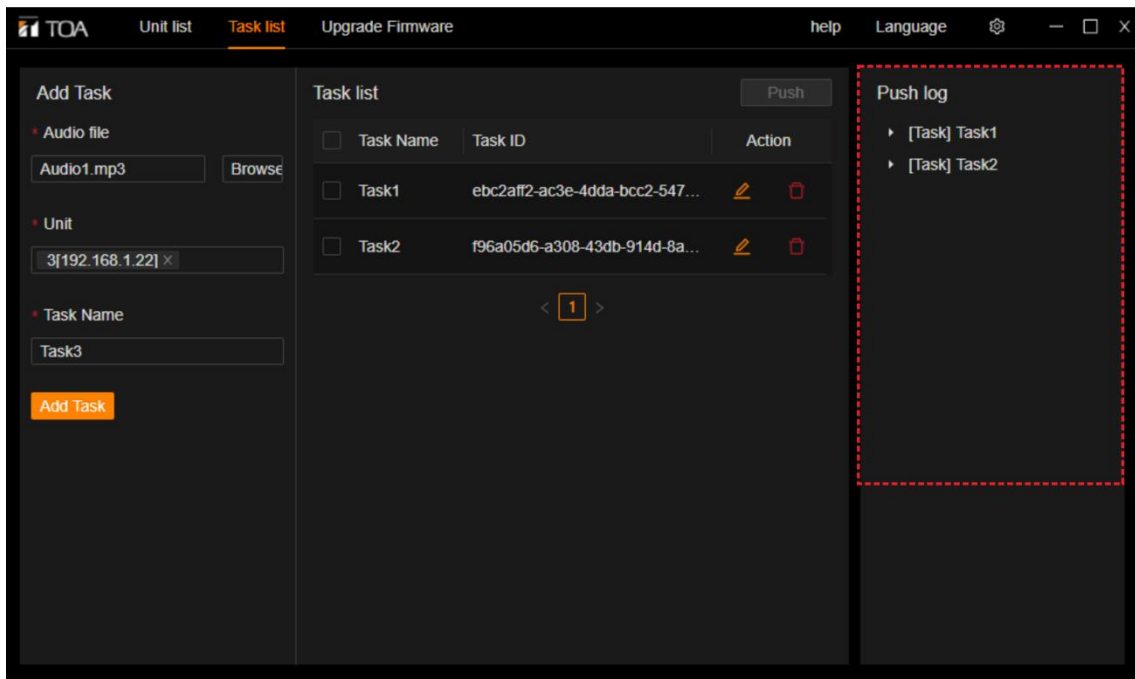 TOA Unit list Task list Upgrade Firmware help Language
Add Task
* Audio file
Audio1.mp3 Browse
* Unit
3[192.168.1.22] ×
* Task Name
Task3
Add Task
Task list Push
Task Name Task ID Action
Task1 ebc2aff2-ac3e-4dda-bcc2-547...
Task2 f96a05d6-a308-43db-914d-8a...
< 1 >
Push log
[Task] Task1
[Task] Task2